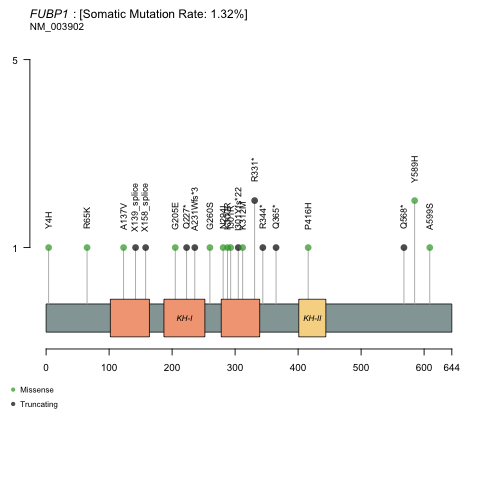 FUBP1 : [Somatic Mutation Rate: 1.32%]
NM_003902
5
1
Y4H
R65K
A137V
X139_splice
X158_splice
G205E
Q227*
A231Wfs*3
G260S
K312M
R331*
R344*
Q365*
P416H
Q568*
Y589H
A599S
KH-I
KH-II
0
100
200
300
400
500
600
644
Missense
Truncating